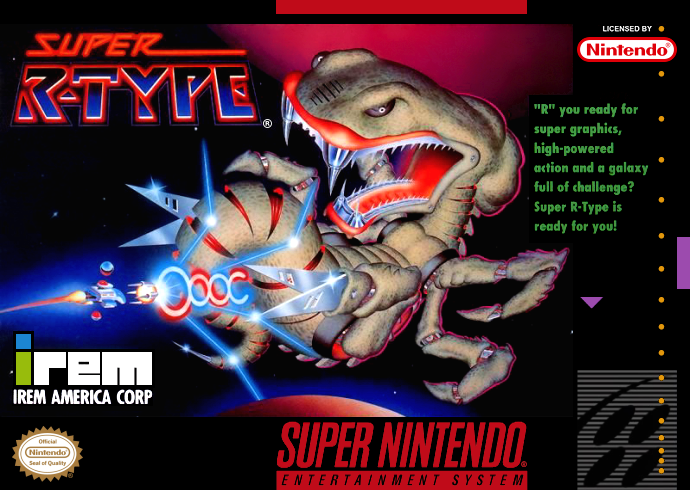 SUPER
R-TYPE®
LICENSED BY
Nintendo®
"R" you ready for
super graphics,
high-powered
action and a galaxy
full of challenge?
Super R-Type is
ready for you!
irem
IREM AMERICA CORP
Official
Nintendo
Seal of Quality
SUPER NINTENDO®
ENTERTAINMENT SYSTEM